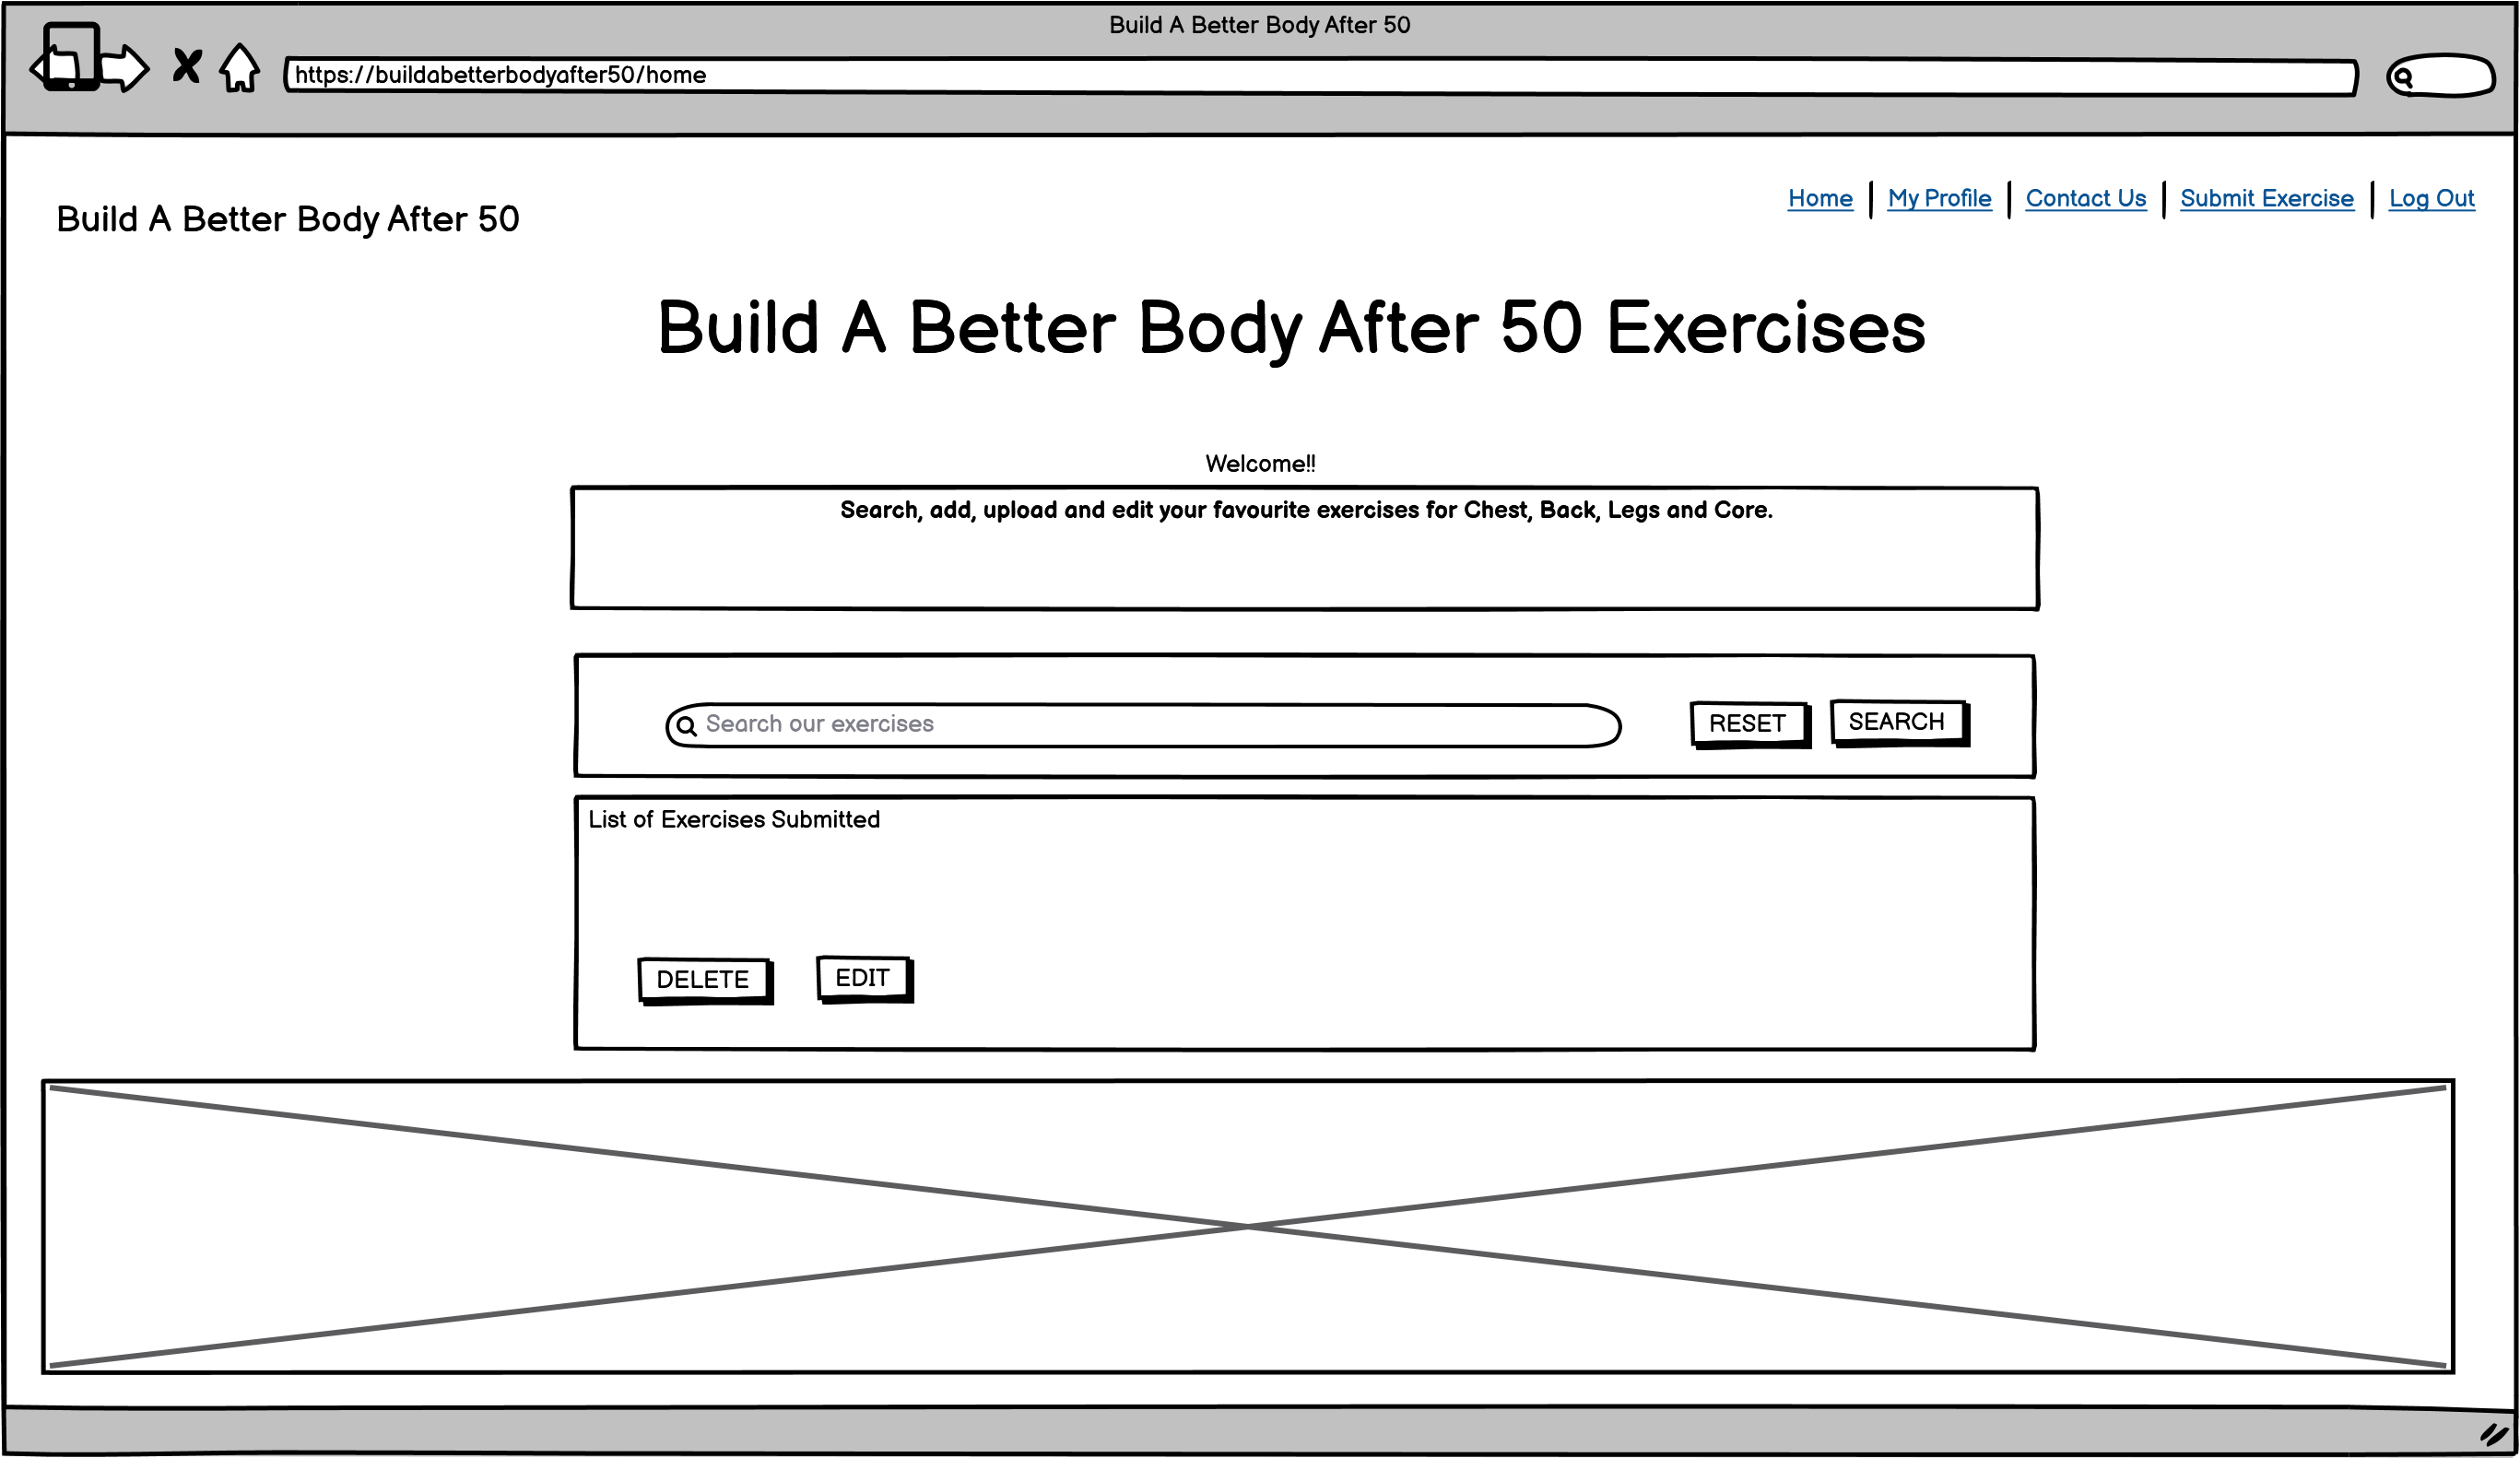 Build A Better Body After 50
https://buildabetterbodyafter50/home
Home | My Profile | Contact Us | Submit Exercise | Log Out
Build A Better Body After 50
Build A Better Body After 50 Exercises
Welcome!!
Search, add, upload and edit your favourite exercises for Chest, Back, Legs and Core.
Search our exercises
RESET
SEARCH
List of Exercises Submitted
DELETE
EDIT